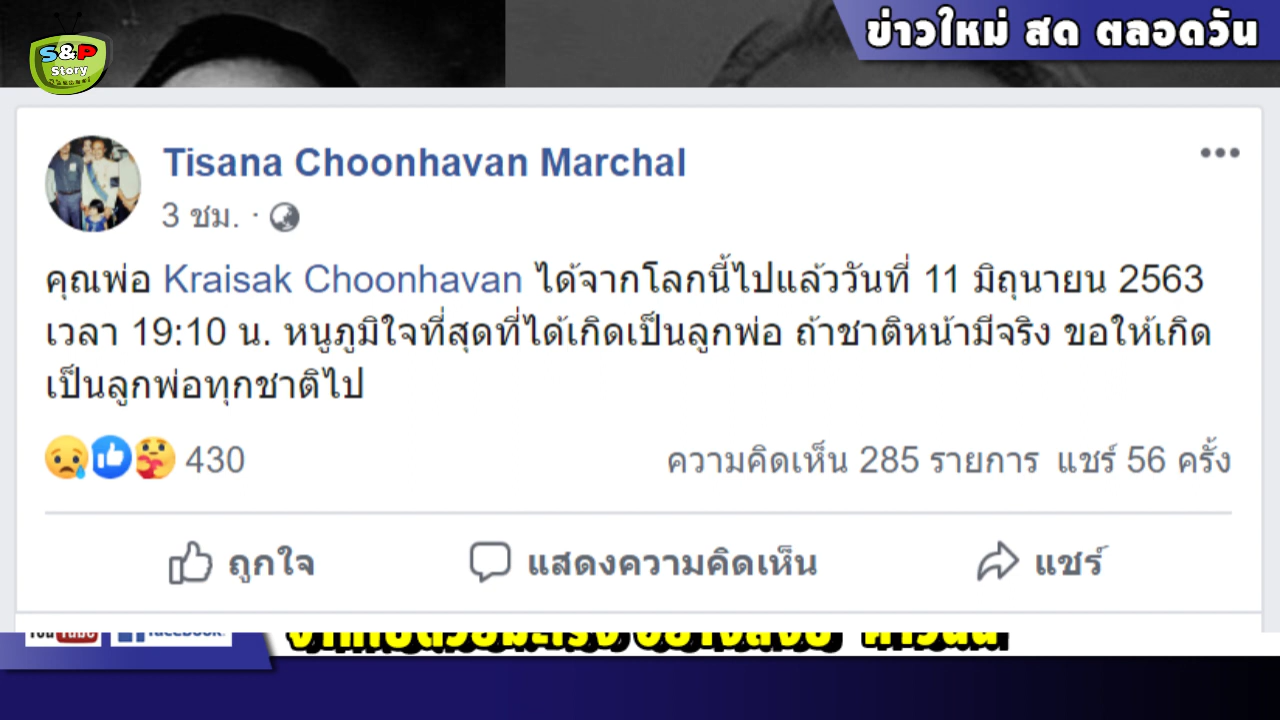 ข่าวใหม่ สด ตลอดวัน
S&P
Story
Tisana Choonhavan Marchal
3 ชม. ·
คุณพ่อ Kraisak Choonhavan ได้จากโลกนี้ไปแล้ววันที่ 11 มิถุนายน 2563
เวลา 19:10 น. หนูภูมิใจที่สุดที่ได้เกิดเป็นลูกพ่อ ถ้าชาติหน้ามีจริง ขอให้เกิด
เป็นลูกพ่อทุกชาติไป
430
ความคิดเห็น 285 รายการ แชร์ 56 ครั้ง
ถูกใจ
แสดงความคิดเห็น
แชร์